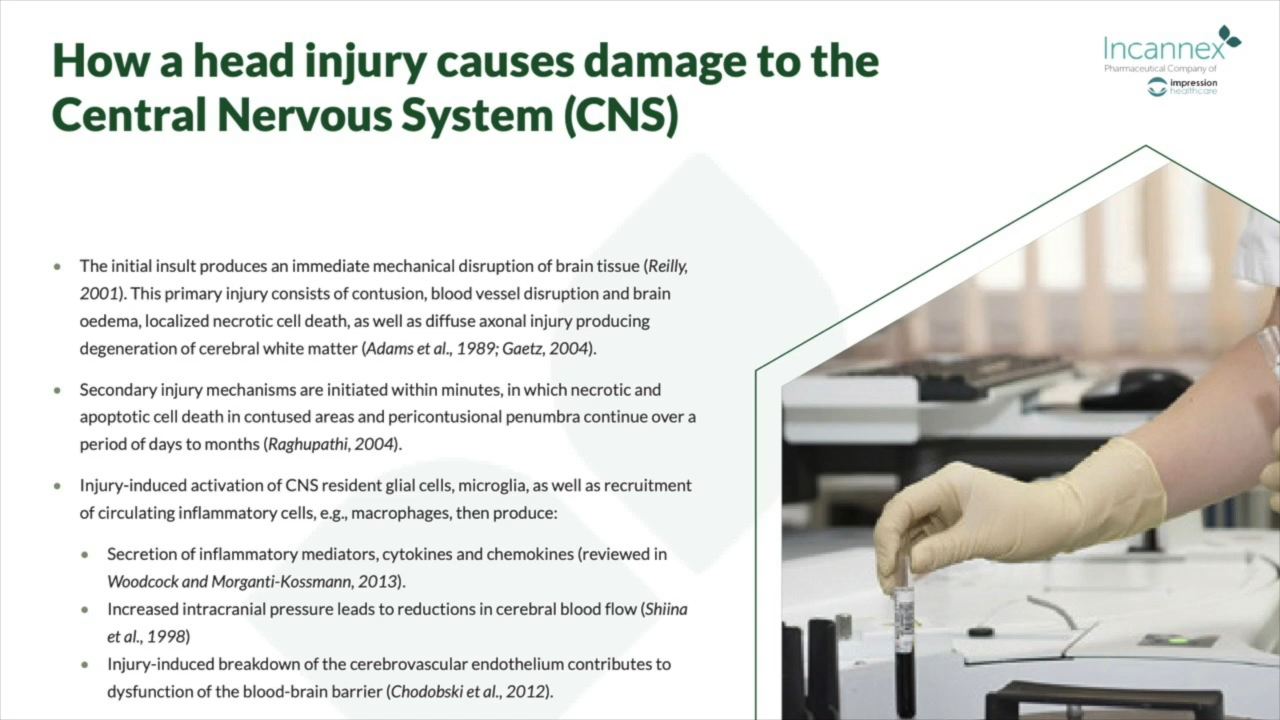 How a head injury causes damage to the
Central Nervous System (CNS)
Incannex
Pharmaceutical Company of
impression
healthcare
• The initial insult produces an immediate mechanical disruption of brain tissue (Reilly,
2001). This primary injury consists of contusion, blood vessel disruption and brain
oedema, localized necrotic cell death, as well as diffuse axonal injury producing
degeneration of cerebral white matter (Adams et al., 1989; Gaetz, 2004).
• Secondary injury mechanisms are initiated within minutes, in which necrotic and
apoptotic cell death in contused areas and pericontusional penumbra continue over a
period of days to months (Raghupathi, 2004).
• Injury-induced activation of CNS resident glial cells, microglia, as well as recruitment
of circulating inflammatory cells, e.g., macrophages, then produce:
• Secretion of inflammatory mediators, cytokines and chemokines (reviewed in
Woodcock and Morganti-Kossmann, 2013).
• Increased intracranial pressure leads to reductions in cerebral blood flow (Shiina
et al., 1998)
• Injury-induced breakdown of the cerebrovascular endothelium contributes to
dysfunction of the blood-brain barrier (Chodobski et al., 2012).